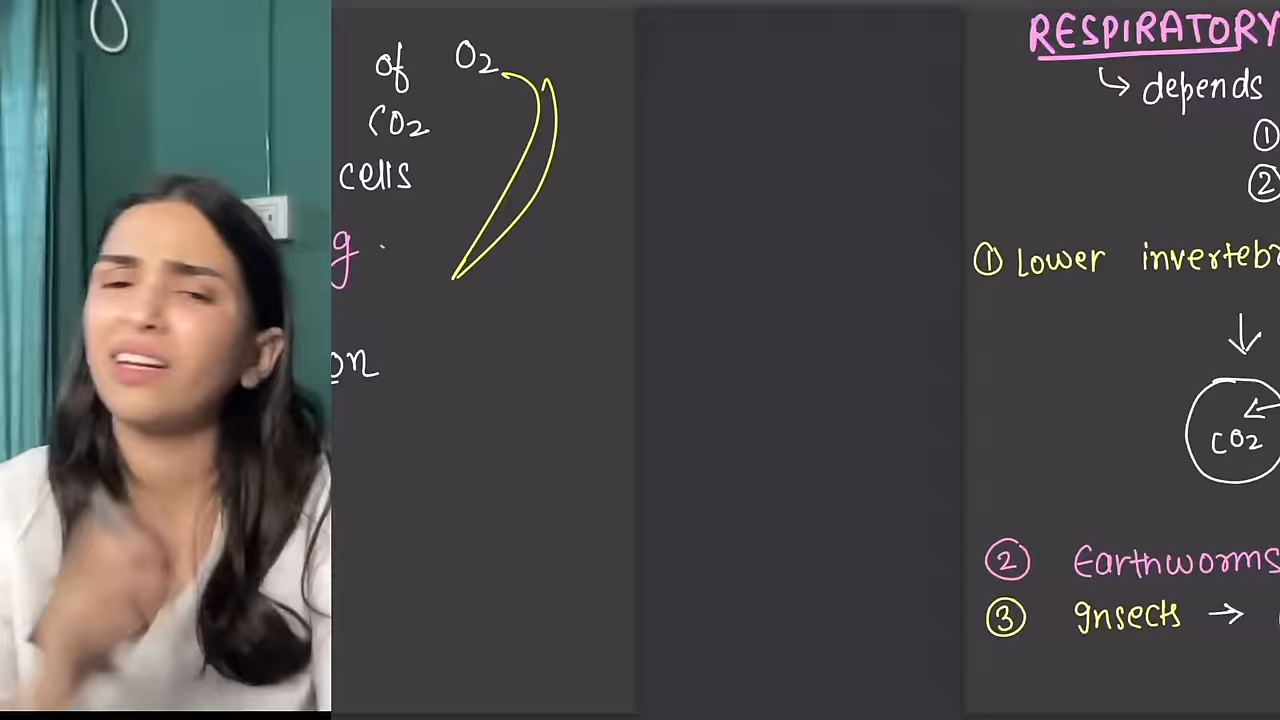 of O2
CO2
cells
g.
on
RESPIRATORY
↳ depends
①
②
① Lower invertebr
↓
CO2
② Earthworms
③ Insects →